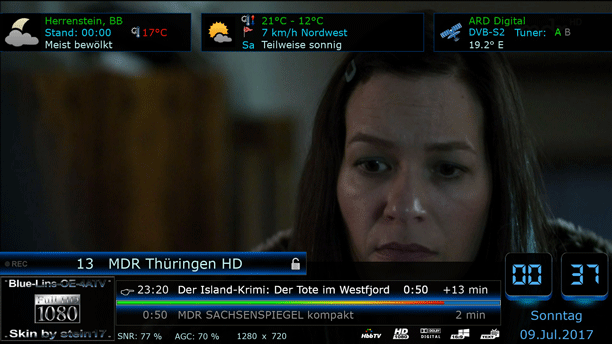 Herrenstein, BB
Stand: 00:00
17°C
Meist bewölkt
21°C - 12°C
7 km/h Nordwest
Sa Teilweise sonnig
ARD Digital
DVB-S2 Tuner: A B
19.2° E
REC
13 MDR Thüringen HD
Blue-Line OE-4ATV
1080
Skin by stein17
23:20 Der Island-Krimi: Der Tote im Westfjord 0:50 +13 min
0:50 MDR SACHSENSPIEGEL kompakt 2 min
SNR: 77 % AGC: 70 % 1280 x 720
HbbTV
HD
1080
DOLBY
DIGITAL
00 37
Sonntag
09.Jul.2017